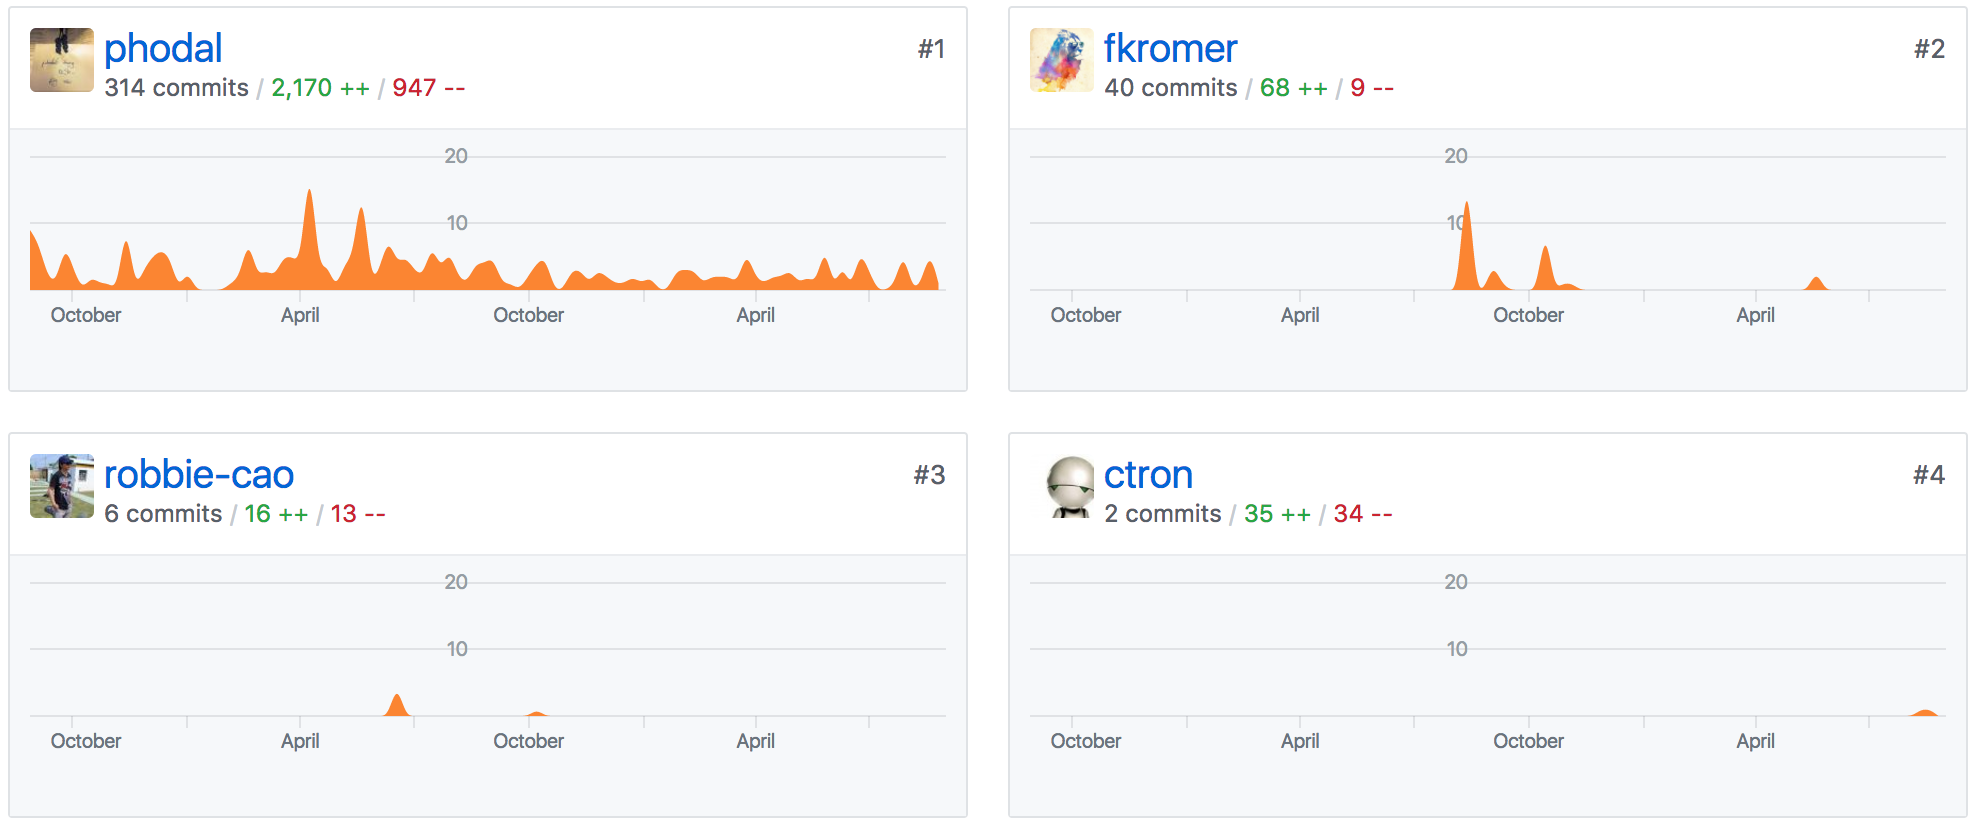 phodal
#1
314 commits / 2,170 ++ / 947 --
20
10
October April October April
fkromer
#2
40 commits / 68 ++ / 9 --
20
10
October April October April
robbie-cao
#3
6 commits / 16 ++ / 13 --
20
10
October April October April
ctron
#4
2 commits / 35 ++ / 34 --
20
10
October April October April